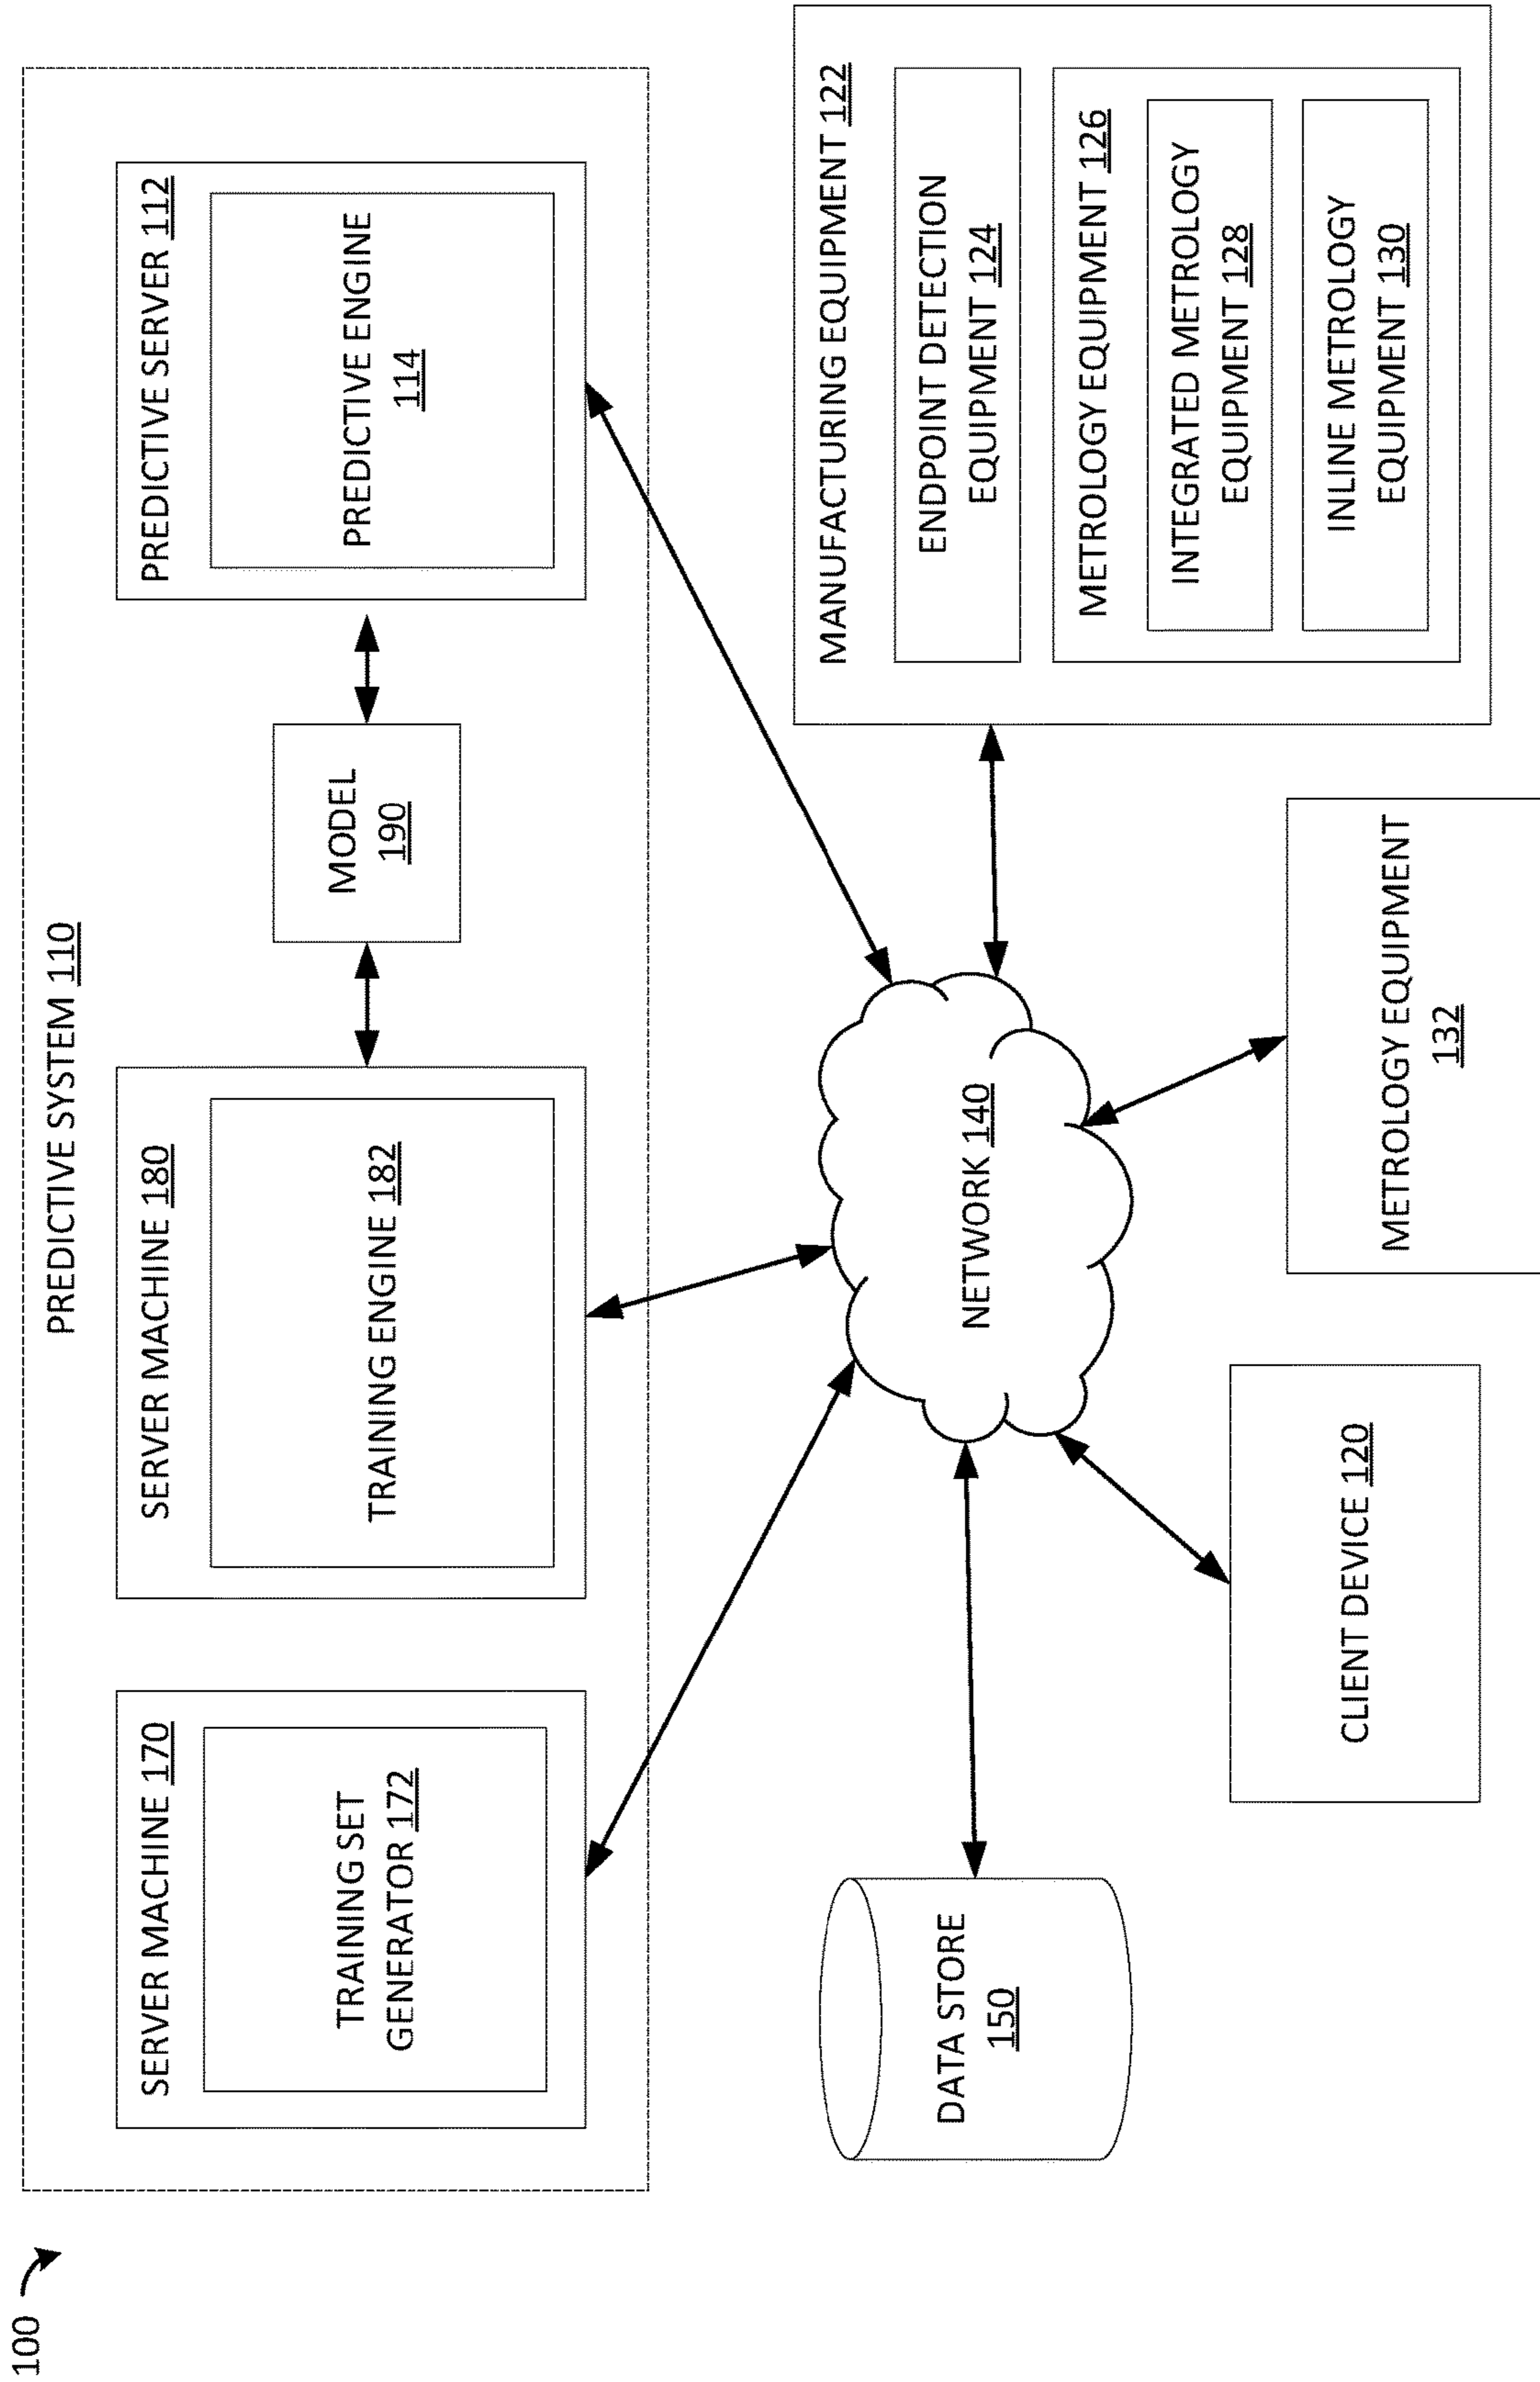 100
PREDICTIVE SYSTEM 110
SERVER MACHINE 170
TRAINING SET
GENERATOR 172
SERVER MACHINE 180
TRAINING ENGINE 182
MODEL
190
PREDICTIVE SERVER 112
PREDICTIVE ENGINE
114
DATA STORE
150
NETWORK 140
CLIENT DEVICE 120
METROLOGY EQUIPMENT
132
MANUFACTURING EQUIPMENT 122
ENDPOINT DETECTION
EQUIPMENT 124
METROLOGY EQUIPMENT 126
INTEGRATED METROLOGY
EQUIPMENT 128
INLINE METROLOGY
EQUIPMENT 130